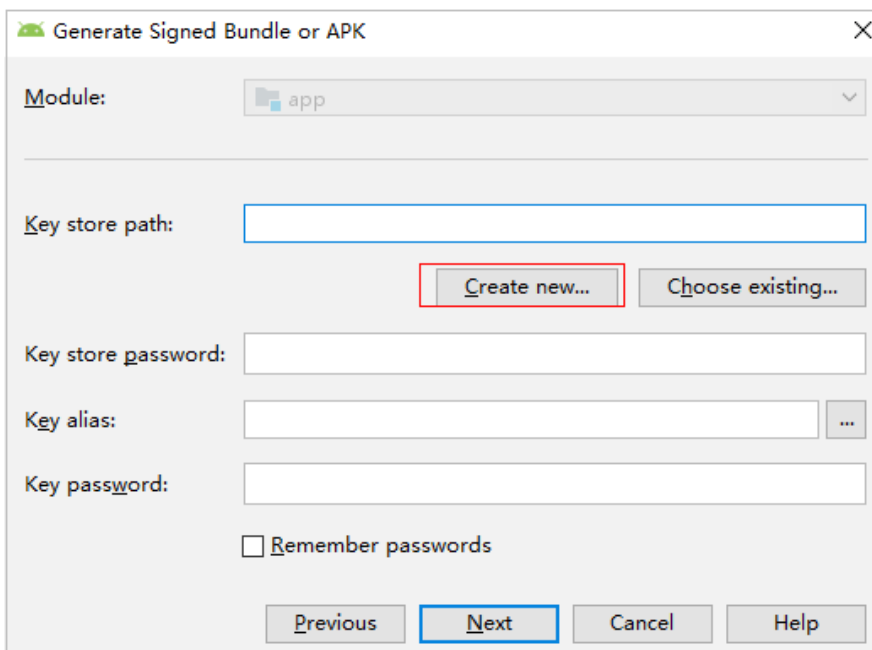 Generate Signed Bundle or APK
Module: app
Key store path:
Create new... Choose existing...
Key store password:
Key alias: ...
Key password:
Remember passwords
Previous Next Cancel Help